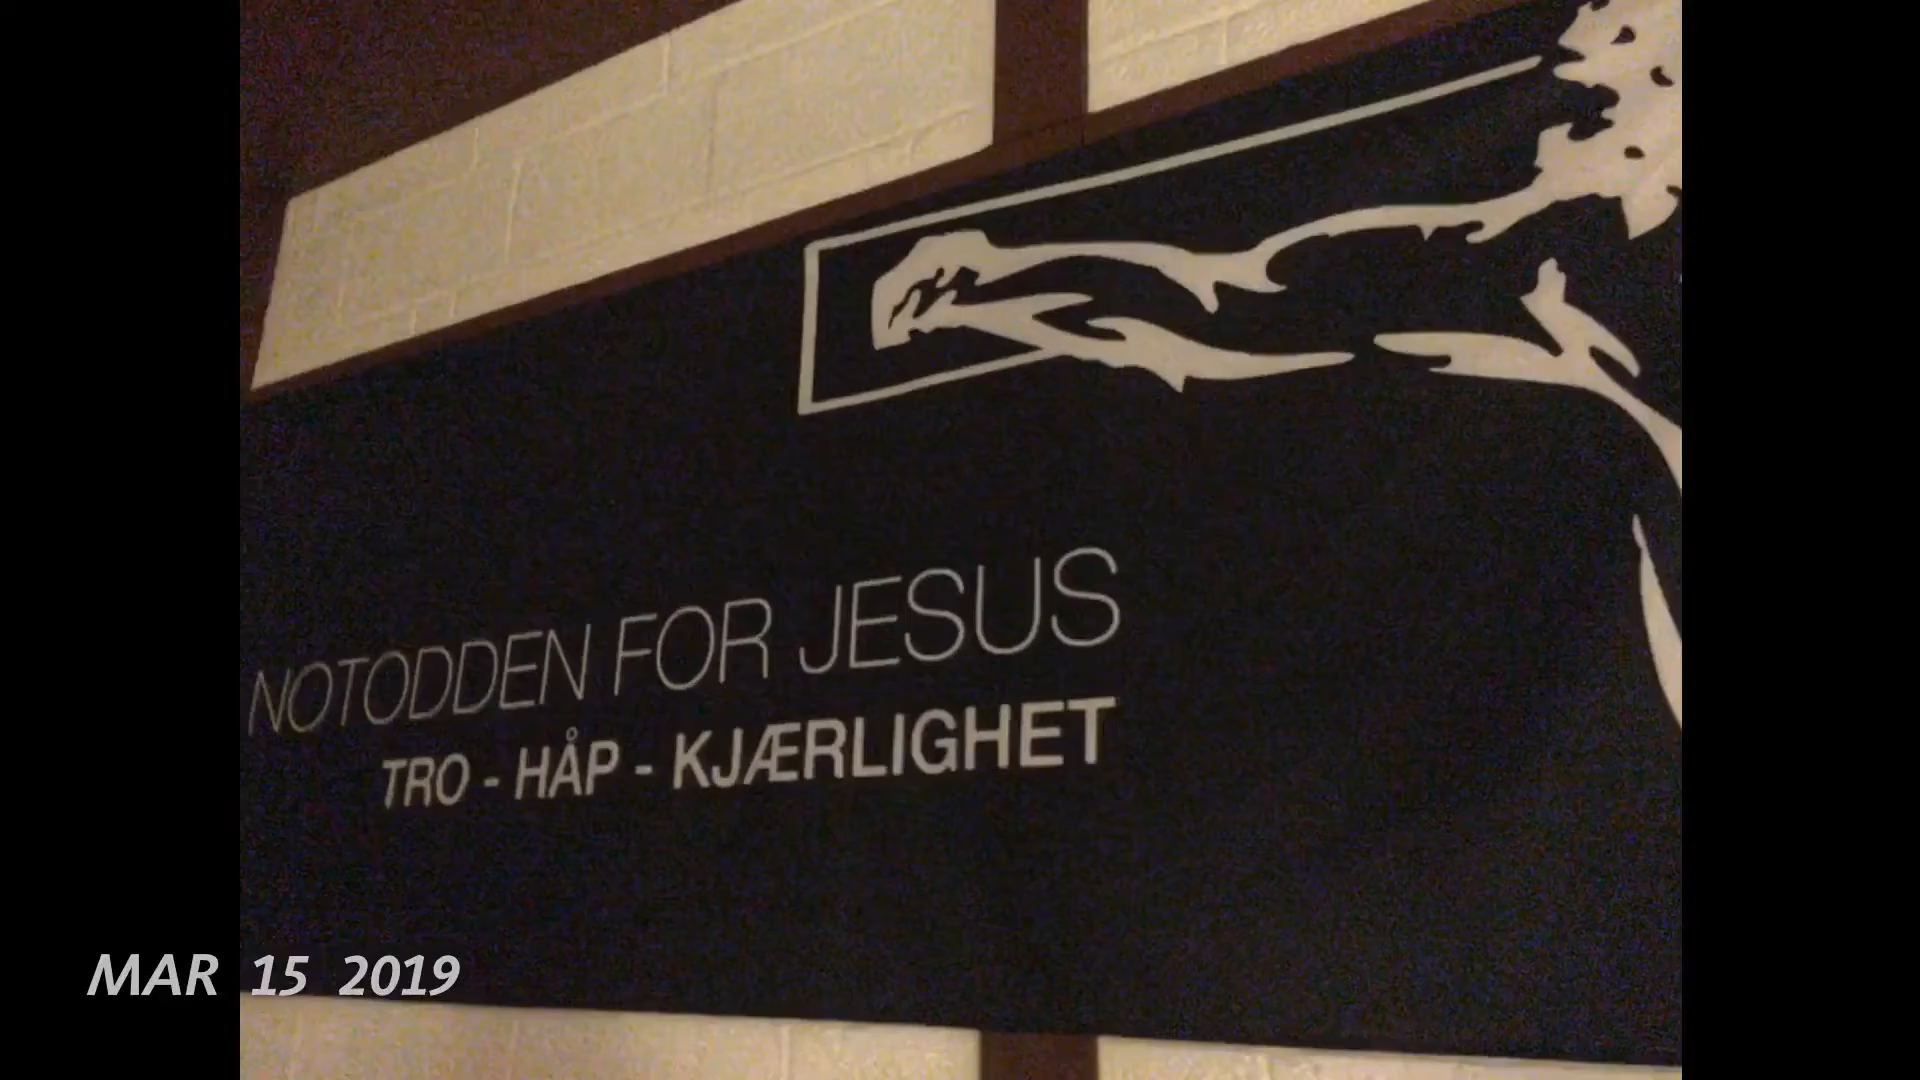 NOTODDEN FOR JESUS
TRO - HÅP - KJÆRLIGHET
MAR 15 2019